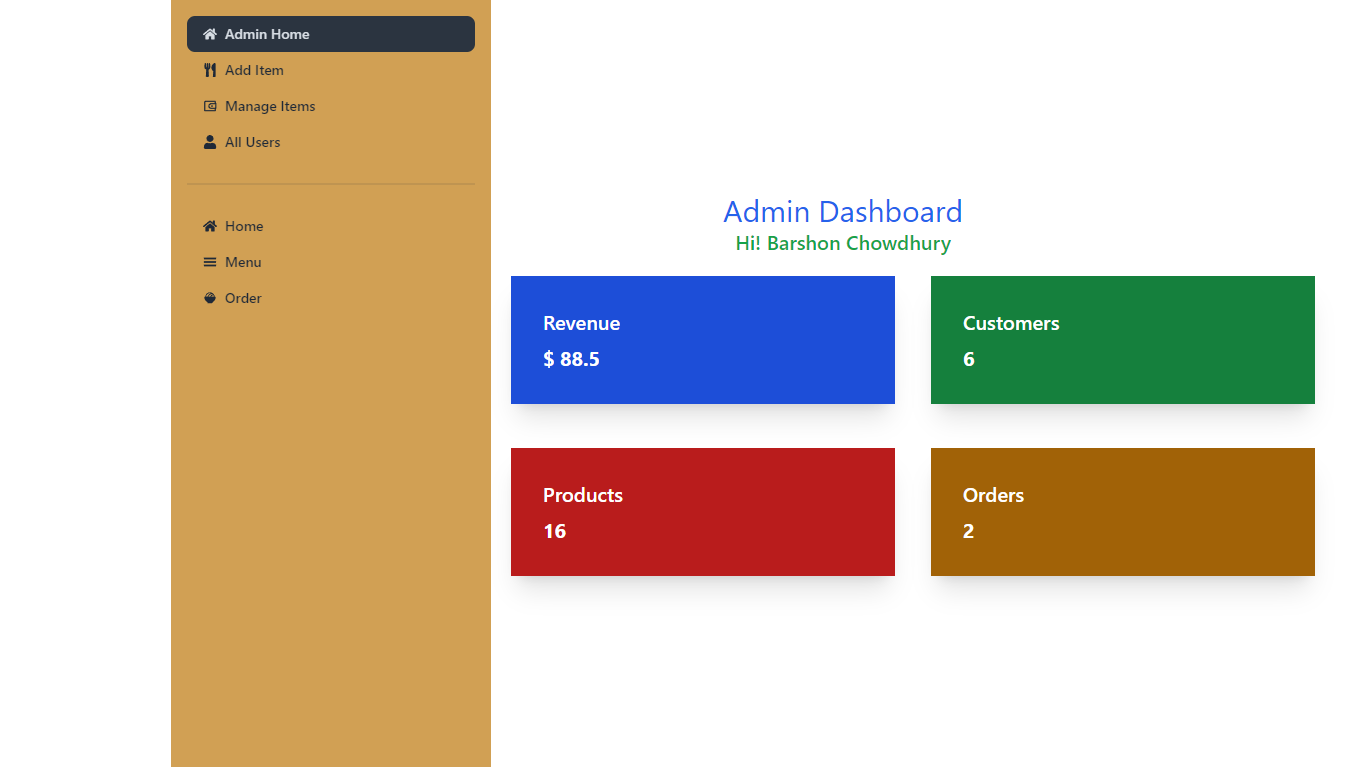 Admin Home
Add Item
Manage Items
All Users
Home
Menu
Order
Admin Dashboard
Hi! Barshon Chowdhury
Revenue
$ 88.5
Customers
6
Products
16
Orders
2